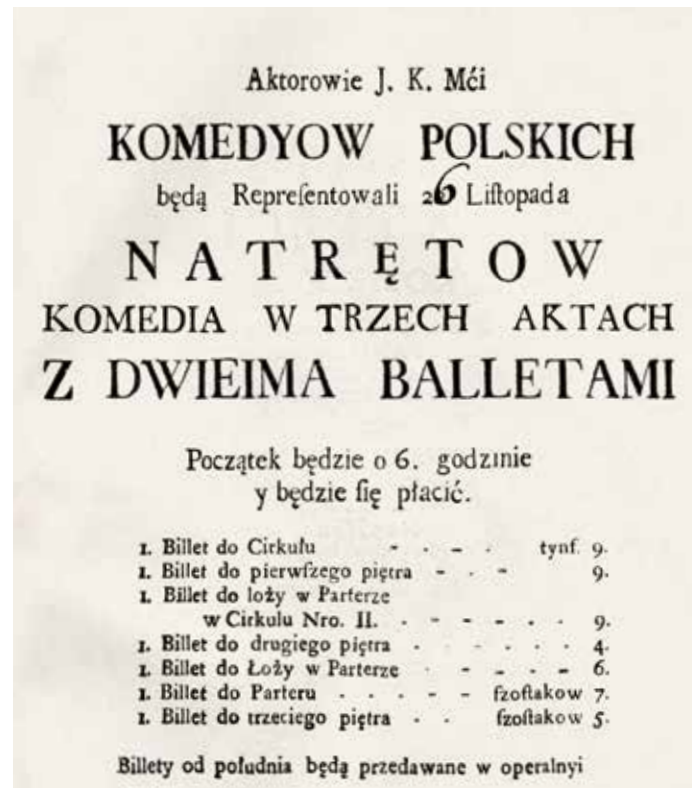 Aktorowie J. K. Mći
KOMEDYOW POLSKICH
będą Repreſentowali 26 Liſtopada
NATRĘTOW
KOMEDIA W TRZECH AKTACH
Z DWIEIMA BALLETAMI
Początek będzie o 6. godzinie
y będzie ſię płacić.
1. Billet do Cirkułu - . - . tynf. 9.
1. Billet do pierwſzego piętra - . - 9.
1. Billet do loży w Parterze
w Cirkulu Nro. II. . - - - . . 9.
1. Billet do drugiego piętra . . - . . . 4.
1. Billet do Łoży w Parterze . - . - - 6.
1. Billet do Parteru . . . - - ſzoſtakow 7.
1. Billet do trzeciego piętra . . ſzoſtakow 5.
Billety od południa będą przedawane w operalnyi